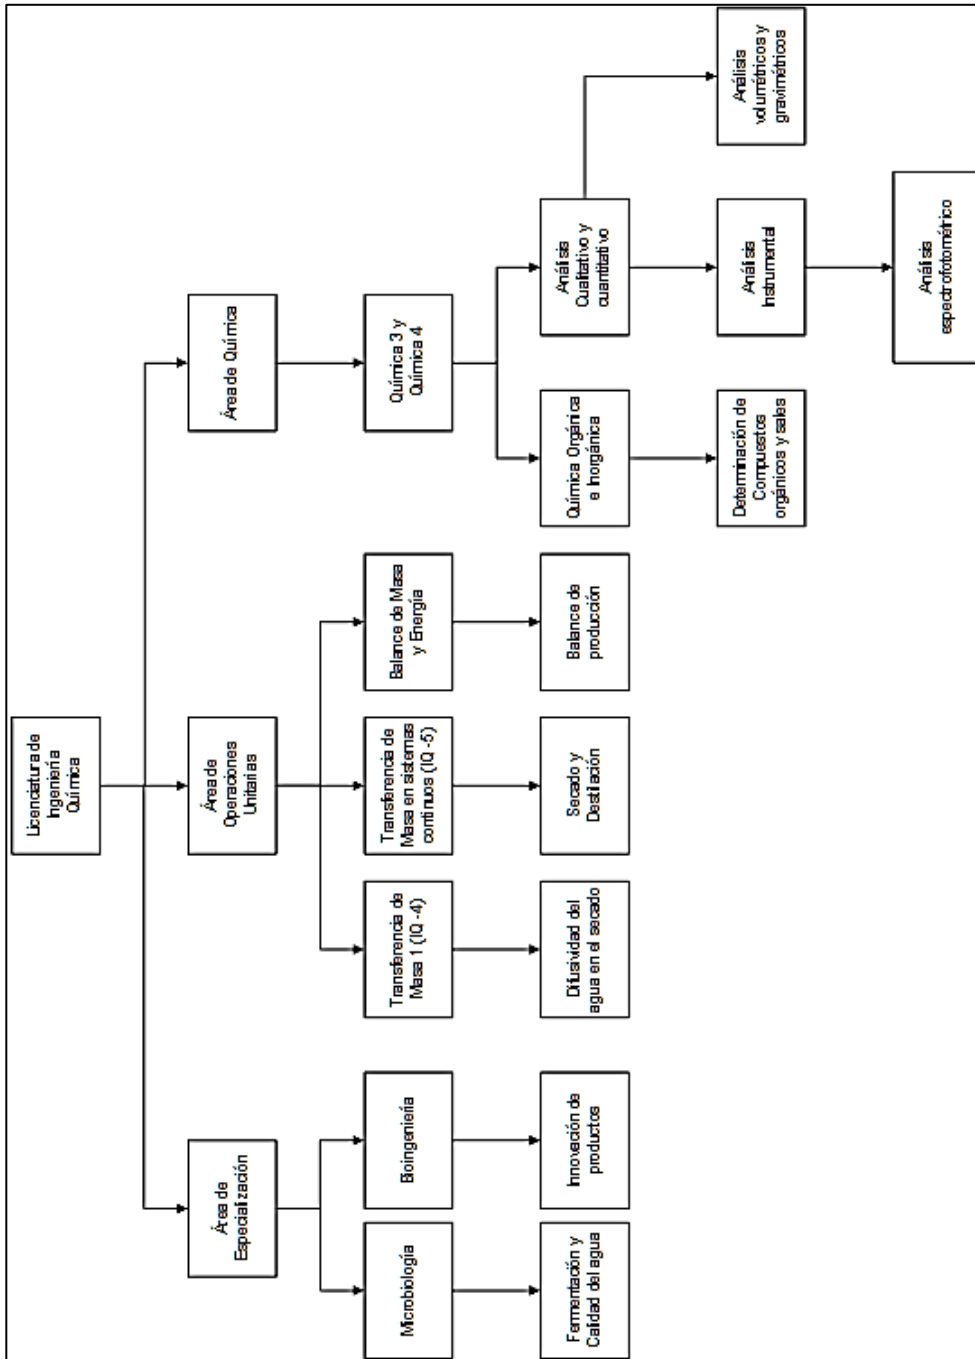 Licenciatura de
Ingeniería
Química
Área de
Especialización
Área de
Operaciones
Unitarias
Área de Química
Microbiología
Bioingeniería
Transferencia de
Masa 1 (IQ -4)
Transferencia de
Masa en sistemas
continuos (IQ -5)
Balance de Masa
y Energía
Química 3 y
Química 4
Fermentación y
Calidad del agua
Innovación de
productos
Difusividad del
agua en el secado
Secado y
Destilación
Balance de
producción
Química Orgánica
e Inorgánica
Análisis
Cualitativo y
cuantitativo
Determinación de
Compuestos
orgánicos y sales
Análisis
Instrumental
Análisis
volumétricos y
gravimétricos
Análisis
espectrofotométrico